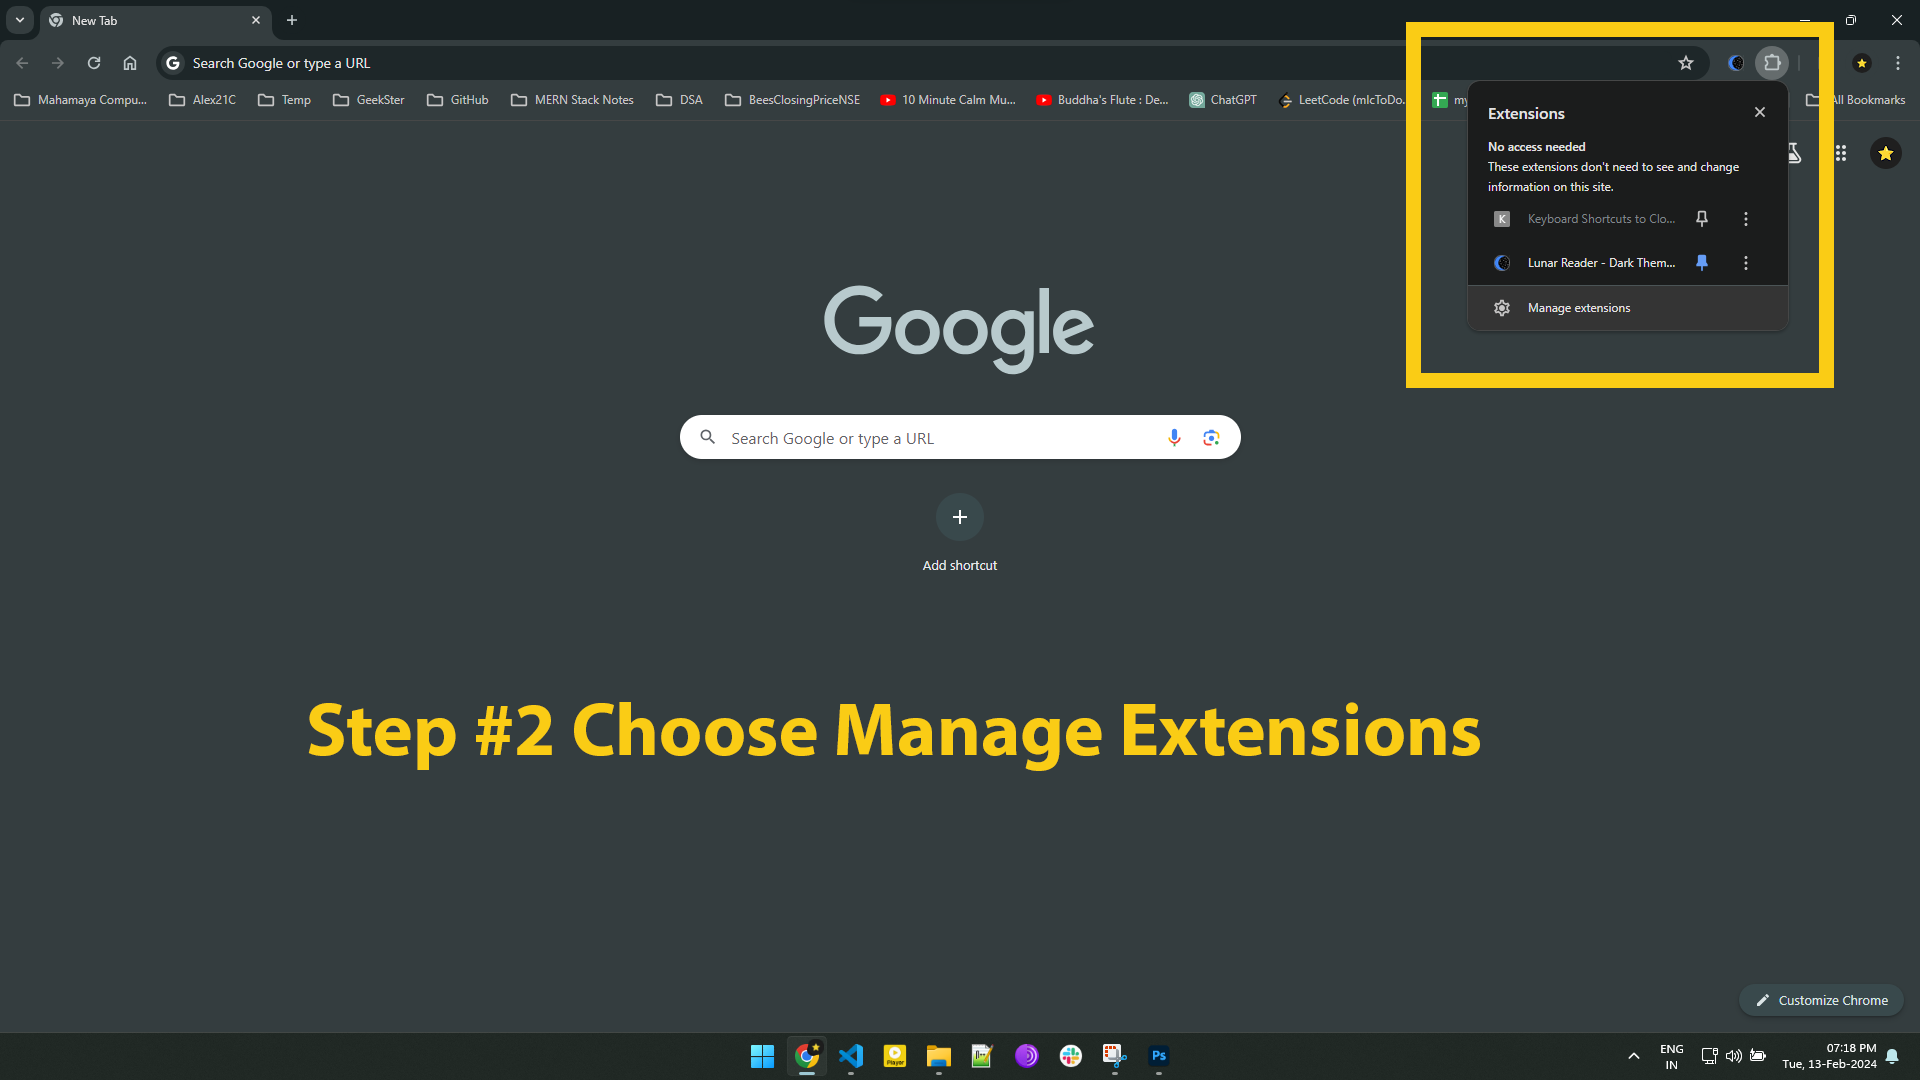 New Tab
Search Google or type a URL
Mahamaya Compu...
Alex21C
Temp
GeekSter
GitHub
MERN Stack Notes
DSA
BeesClosingPriceNSE
10 Minute Calm Mu...
Buddha's Flute : De...
ChatGPT
LeetCode (mIcToDo...
my
All Bookmarks
Extensions
No access needed
These extensions don't need to see and change
information on this site.
K
Keyboard Shortcuts to Clo...
Lunar Reader - Dark Them...
Manage extensions
Google
Search Google or type a URL
Add shortcut
Step #2 Choose Manage Extensions
Customize Chrome
Player
Ps
ENG
IN
07:18 PM
Tue, 13-Feb-2024